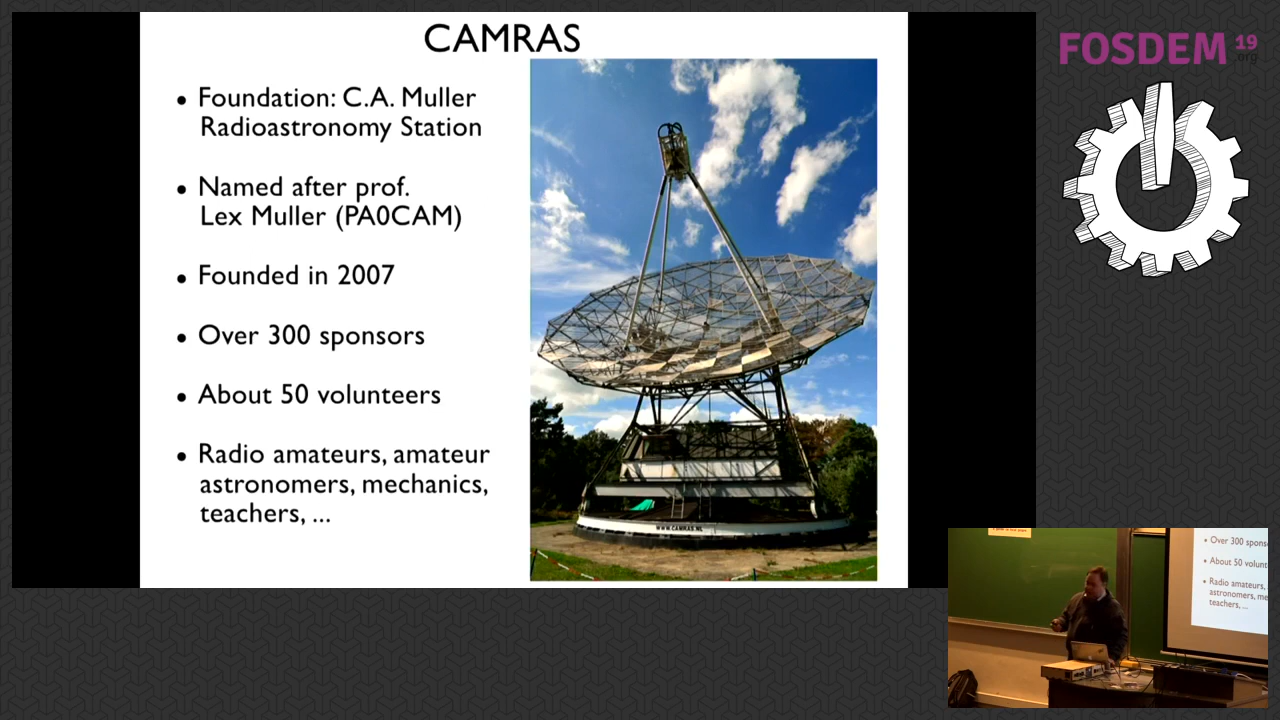 CAMRAS
• Foundation: C.A. Muller
Radioastronomy Station
• Named after prof.
Lex Muller (PA0CAM)
• Founded in 2007
• Over 300 sponsors
• About 50 volunteers
• Radio amateurs, amateur
astronomers, mechanics,
teachers, ...
WWW.CAMRAS.NL
FOSDEM 19
.org
• Over 300 spons
• About 50 volunt
• Radio amateurs,
astronomers, me
teachers, ...